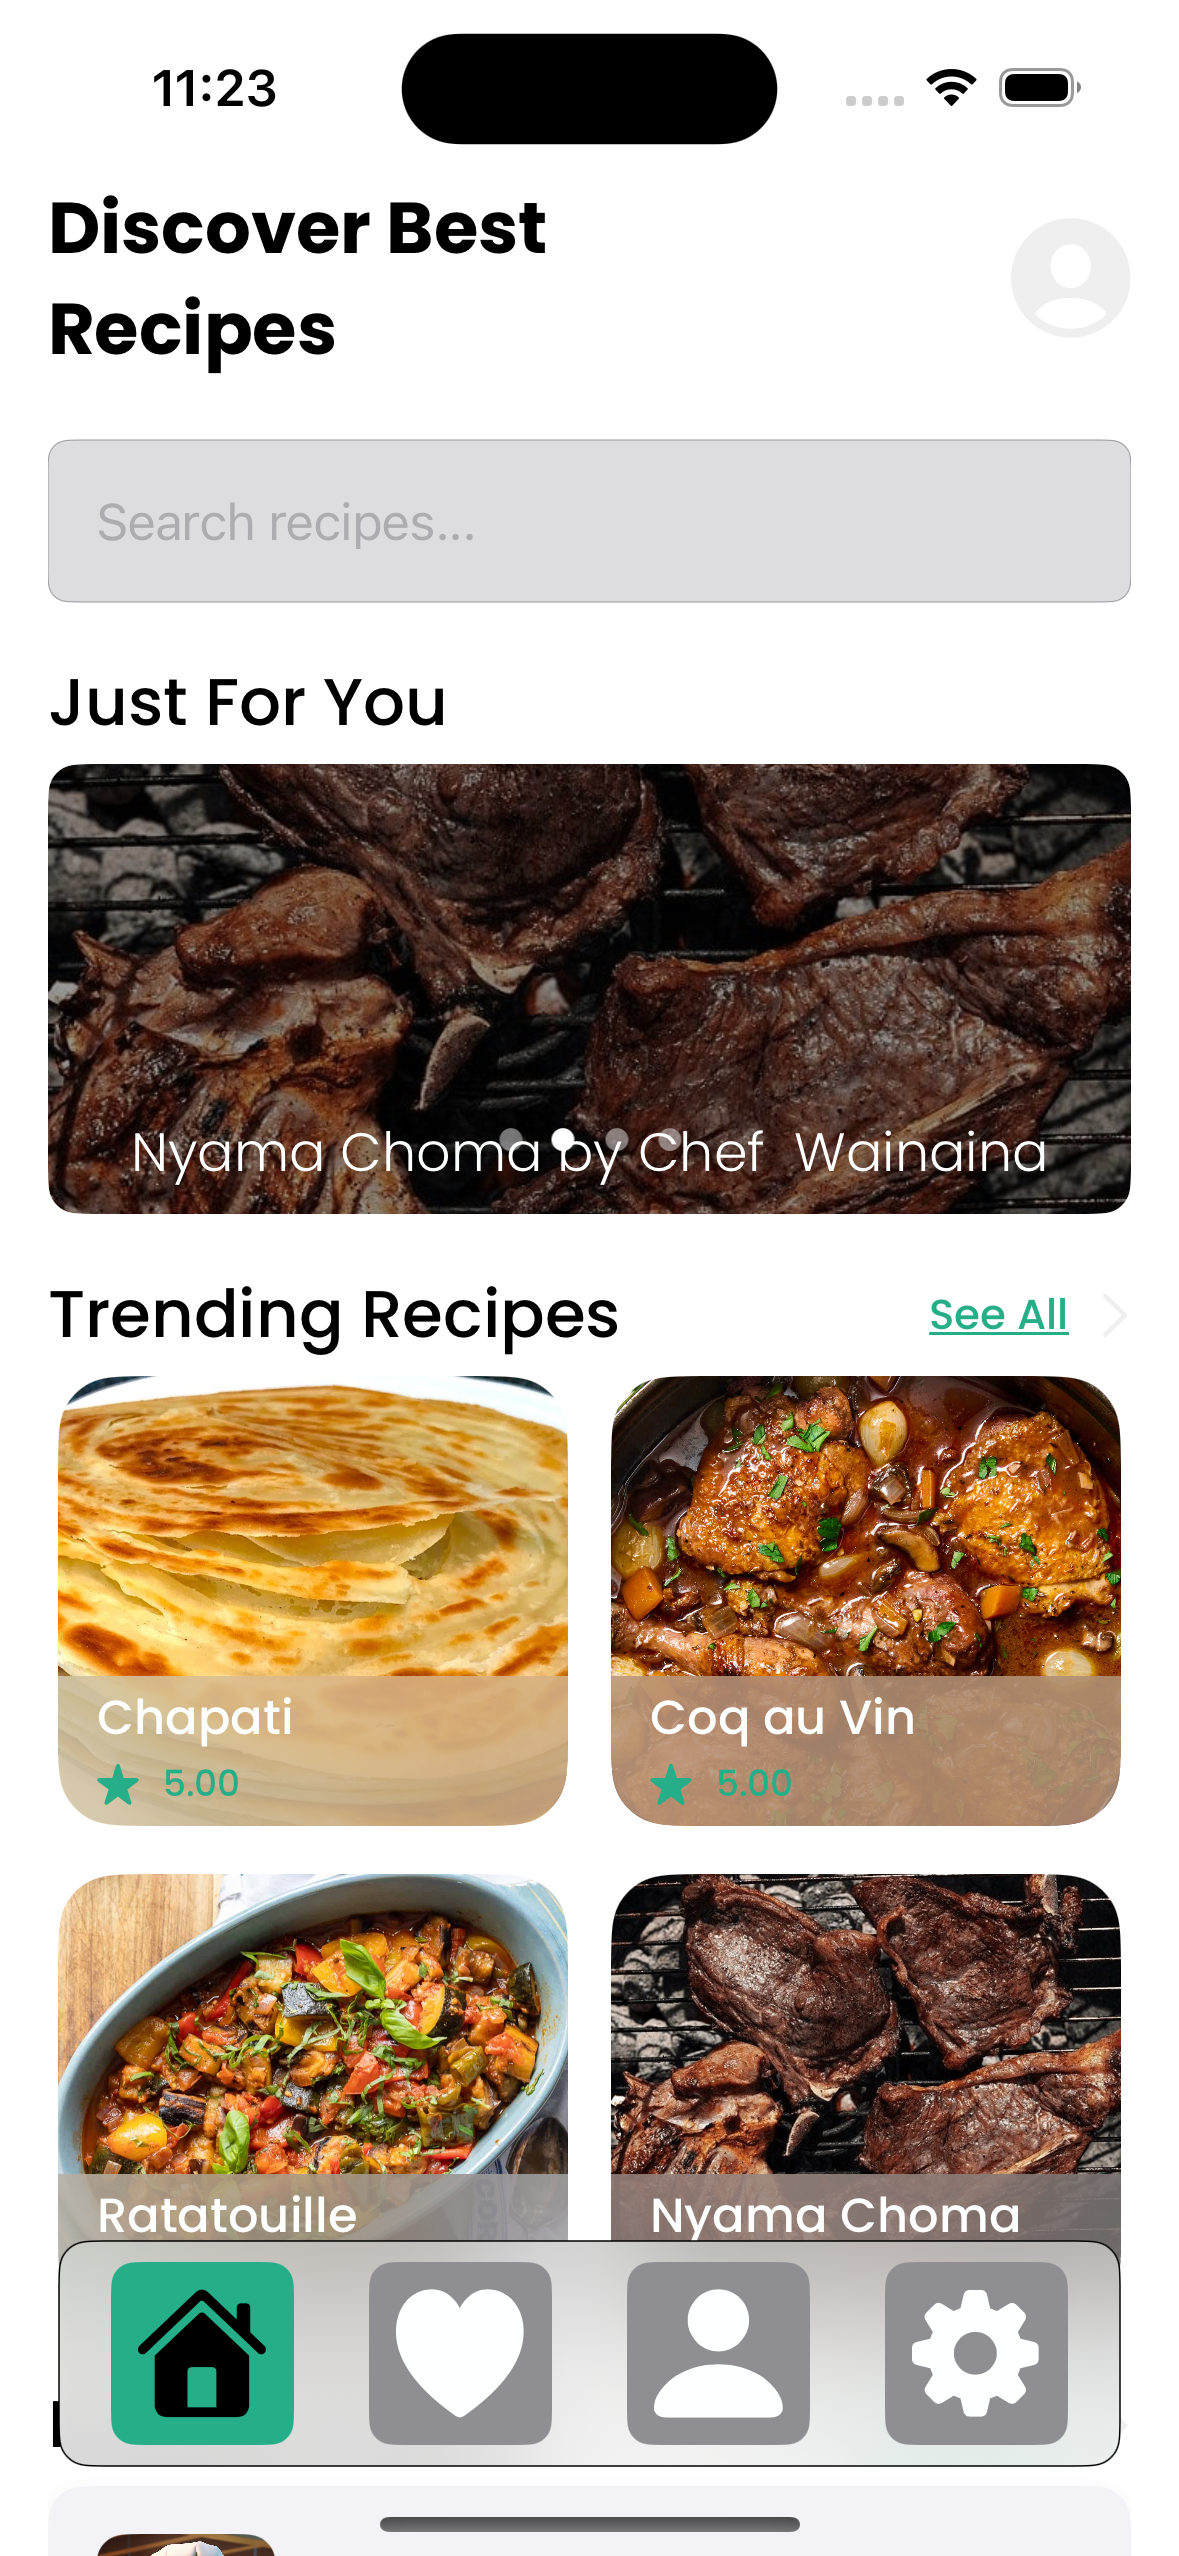 11:23
Discover Best
Recipes
Search recipes...
Just For You
Nyama Choma by Chef  Wainaina
Trending Recipes
See All
Chapati
5.00
Coq au Vin
5.00
Ratatouille
Nyama Choma